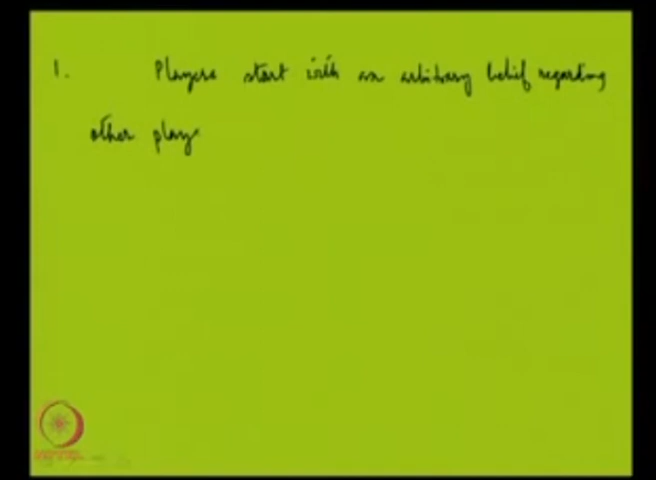 1. Players start with an arbitrary belief regarding
other play